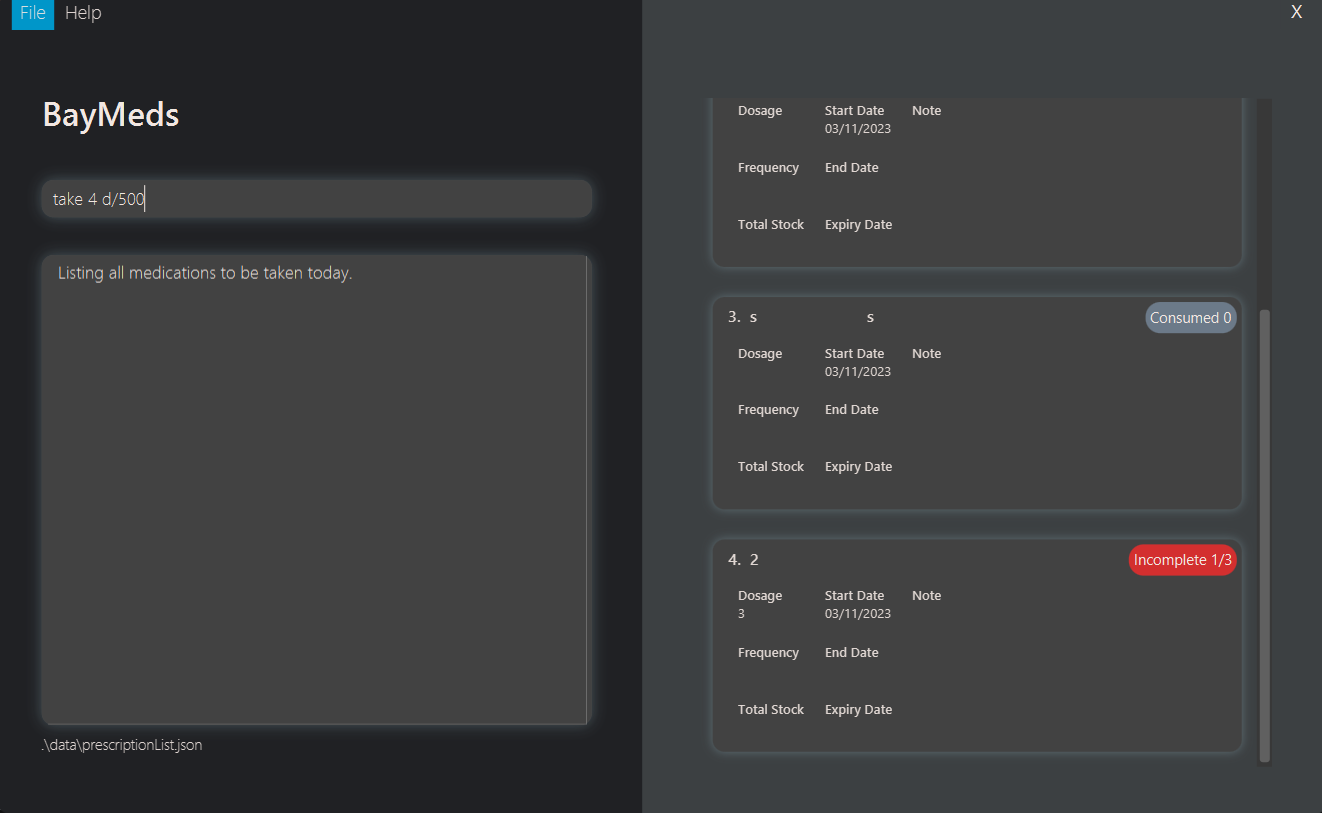 File Help X
BayMeds
take 4 d/500
Listing all medications to be taken today.
.\data\prescriptionList.json
Dosage Start Date Note
03/11/2023
Frequency End Date
Total Stock Expiry Date
3. s s Consumed 0
Dosage Start Date Note
03/11/2023
Frequency End Date
Total Stock Expiry Date
4. 2 Incomplete 1/3
Dosage Start Date Note
3 03/11/2023
Frequency End Date
Total Stock Expiry Date